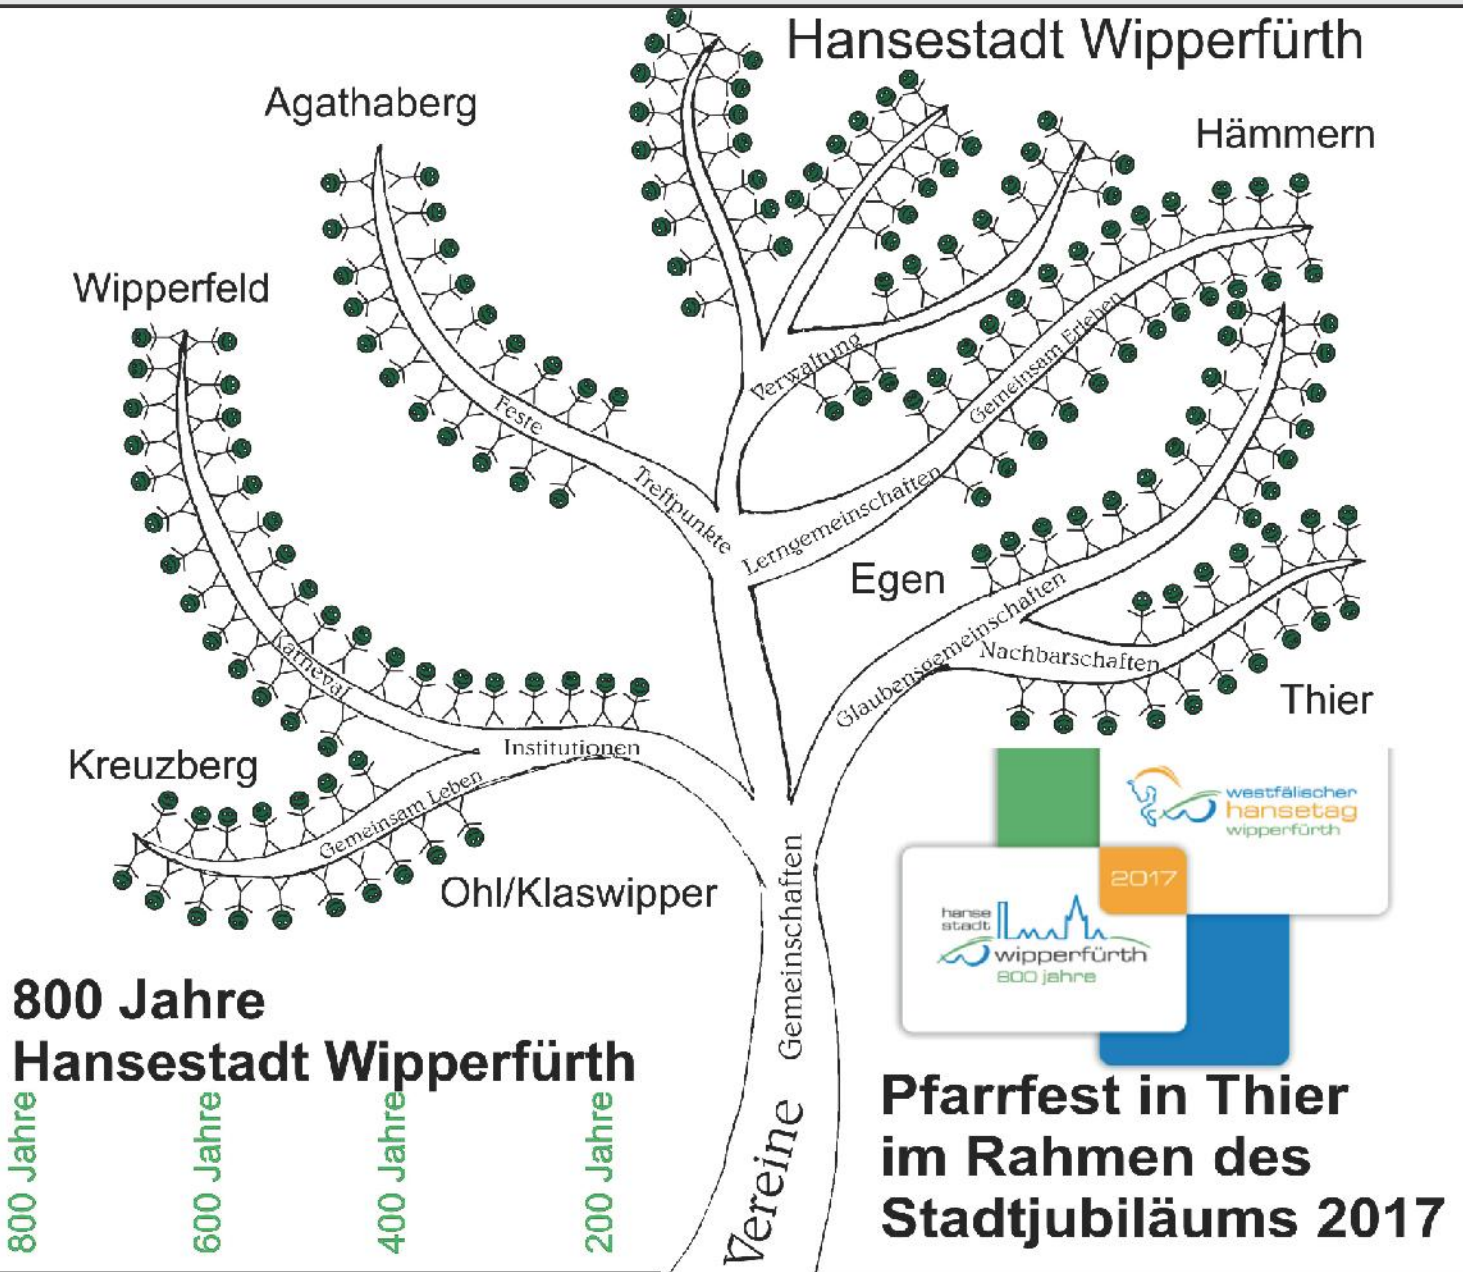 Hansestadt Wipperfürth
Agathaberg
Hämmern
Wipperfeld
Verwaltung
Gemeinsam Erleben
Feste
Treffpunkte
Lerngemeinschaften
Egen
Glaubensgemeinschaften
Nachbarschaften
Thier
Karneval
Institutionen
Kreuzberg
Gemeinsam Leben
Ohl/Klaswipper
Gemeinschaften
Vereine
westfälischer
hansetag
wipperfürth
2017
hanse
stadt
wipperfürth
800 jahre
800 Jahre
Hansestadt Wipperfürth
800 Jahre
600 Jahre
400 Jahre
200 Jahre
Pfarrfest in Thier
im Rahmen des
Stadtjubiläums 2017